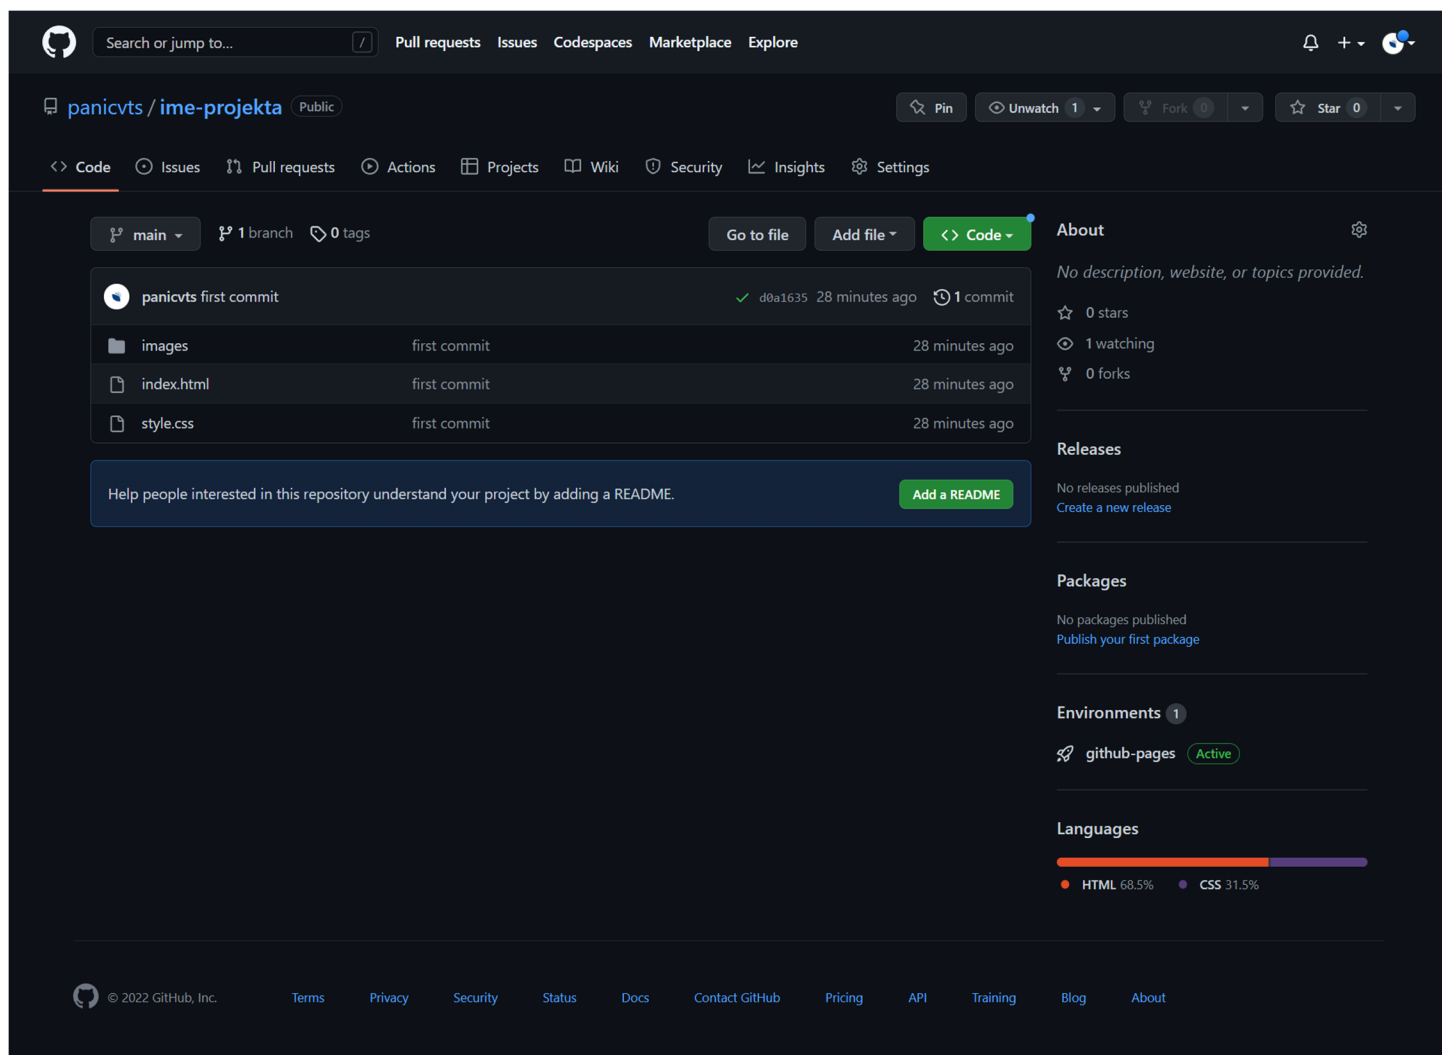 Search or jump to... / Pull requests Issues Codespaces Marketplace Explore
panicvts / ime-projekta Public Pin Unwatch 1 Fork 0 Star 0
Code Issues Pull requests Actions Projects Wiki Security Insights Settings
main 1 branch 0 tags Go to file Add file Code
panicvts first commit d0a1635 28 minutes ago 1 commit
images first commit 28 minutes ago
index.html first commit 28 minutes ago
style.css first commit 28 minutes ago
Help people interested in this repository understand your project by adding a README. Add a README
About
No description, website, or topics provided.
0 stars
1 watching
0 forks
Releases
No releases published
Create a new release
Packages
No packages published
Publish your first package
Environments 1
github-pages Active
Languages
HTML 68.5% CSS 31.5%
© 2022 GitHub, Inc. Terms Privacy Security Status Docs Contact GitHub Pricing API Training Blog About